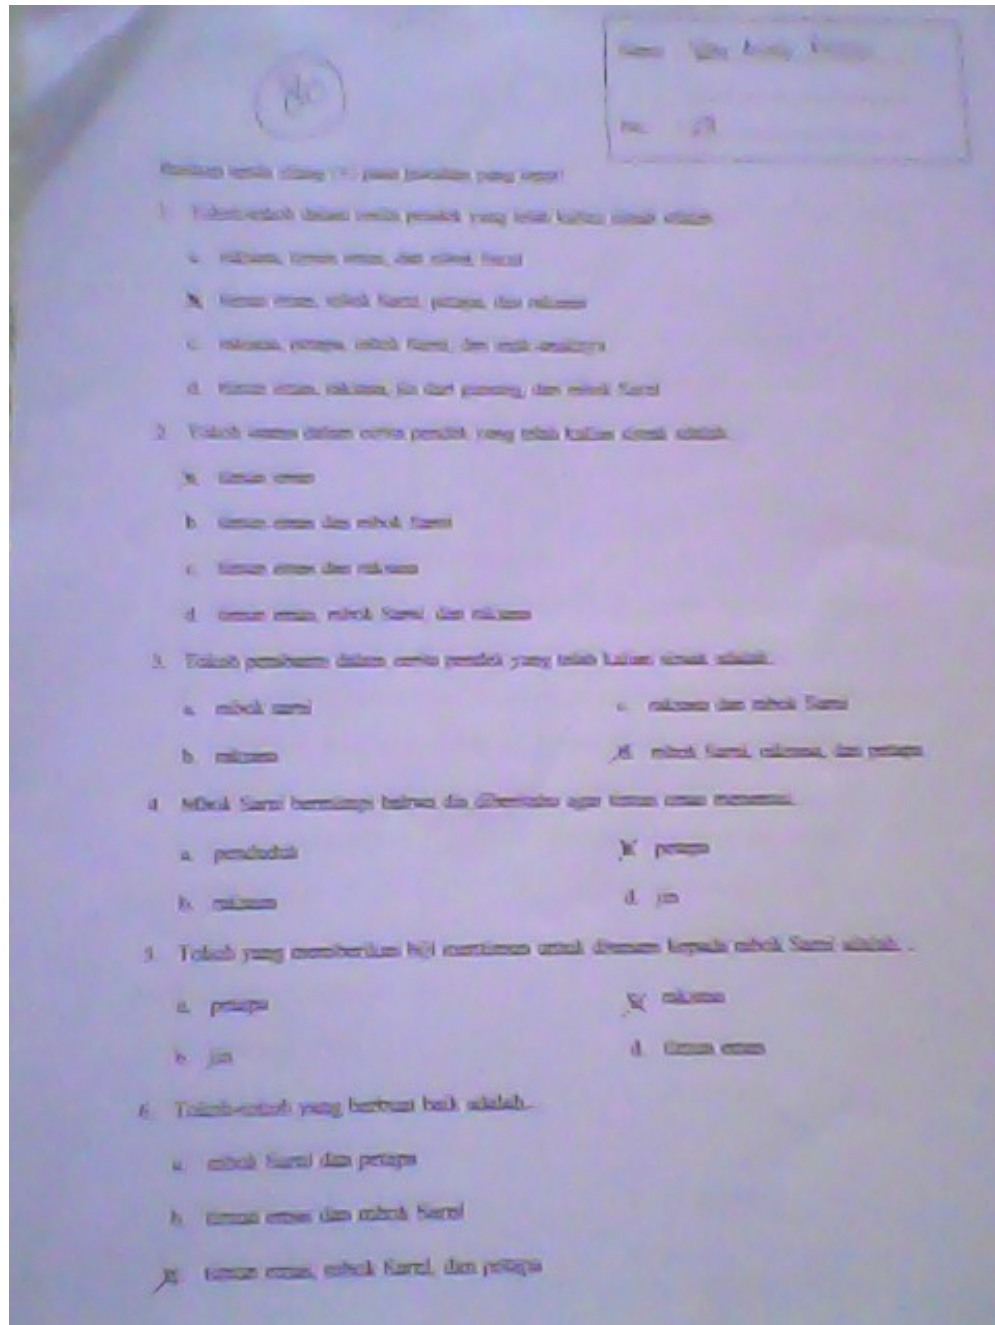 Nama
No.
Berilah tanda silang (X) pada jawaban yang tepat!
1. Tokoh-tokoh dalam cerita pendek yang telah kalian simak adalah
a. raksasa, timun emas, dan mbok Sarni
b. timun emas, mbok Sarni, petapa, dan raksasa
c. raksasa, petapa, mbok Sarni, dan anak-anaknya
d. timun emas, raksasa, jin dari gunung, dan mbok Sarni
2. Tokoh utama dalam cerita pendek yang telah kalian simak adalah..
a. timun emas
b. timun emas dan mbok Sarni
c. timun emas dan raksasa
d. timun emas, mbok Sarni, dan raksasa
3. Tokoh pembantu dalam cerita pendek yang telah kalian simak adalah..
a. mbok sarni c. raksasa dan mbok Sarni
b. raksasa d. mbok Sarni, raksasa, dan petapa
4. Mbok Sarni bermimpi bahwa dia diberitahu agar timun emas menemui..
a. penduduk c. petapa
b. raksasa d. jin
5. Tokoh yang memberikan biji mentimun untuk ditanam kepada mbok Sarni adalah..
a. petapa c. raksasa
b. jin d. timun emas
6. Tokoh-tokoh yang berbuat baik adalah..
a. mbok Sarni dan petapa
b. timun emas dan mbok Sarni
c. timun emas, mbok Sarni, dan petapa